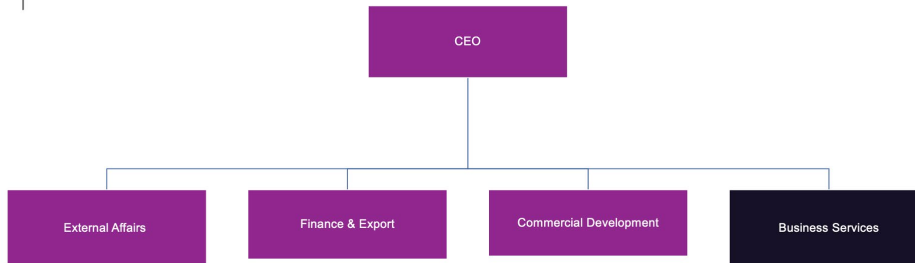 CEO
External Affairs
Finance & Export
Commercial Development
Business Services